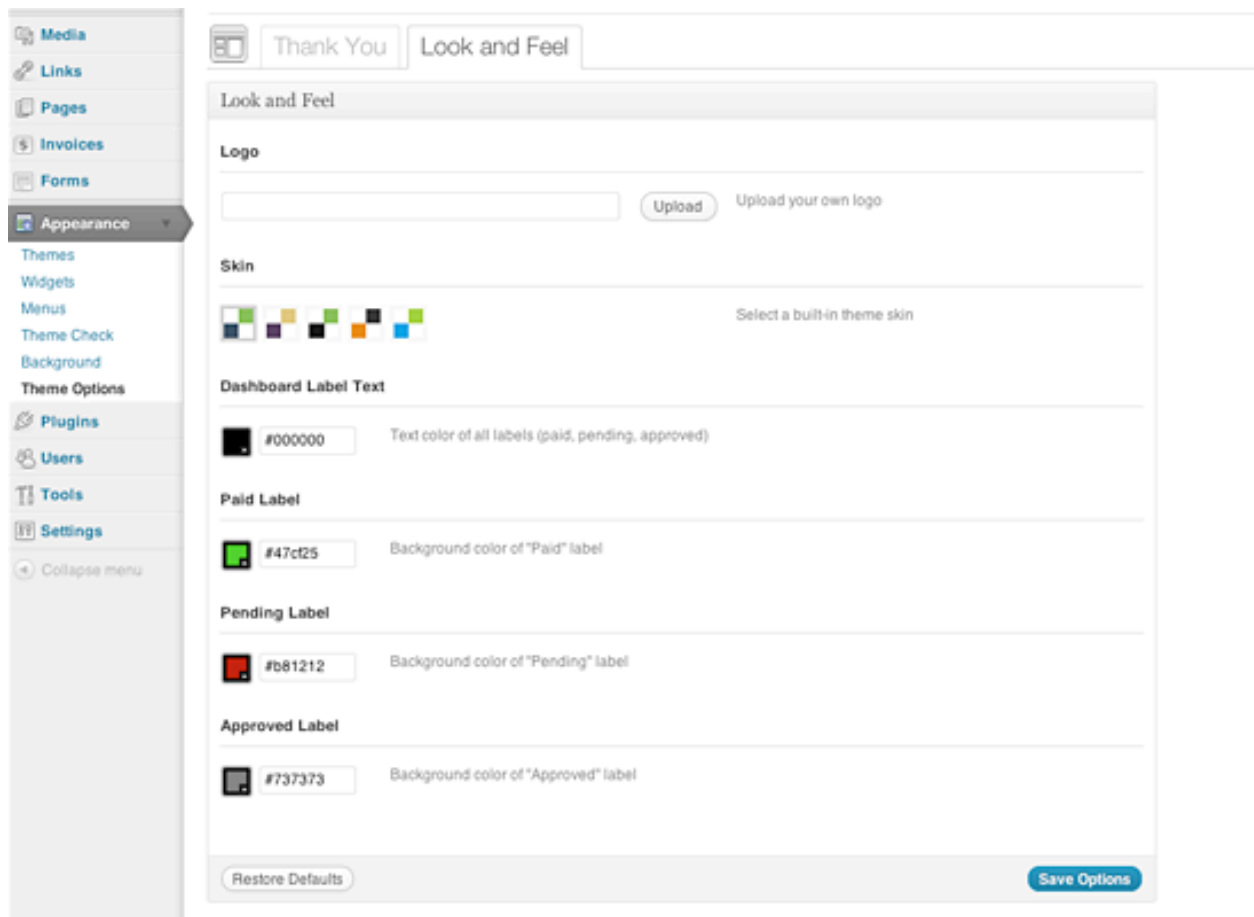 Media
Links
Pages
Invoices
Forms
Appearance
Themes
Widgets
Menus
Theme Check
Background
Theme Options
Plugins
Users
Tools
Settings
Collapse menu
Thank You
Look and Feel
Look and Feel
Logo
Upload
Upload your own logo
Skin
Select a built-in theme skin
Dashboard Label Text
#000000
Text color of all labels (paid, pending, approved)
Paid Label
#47cf25
Background color of "Paid" label
Pending Label
#b81212
Background color of "Pending" label
Approved Label
#737373
Background color of "Approved" label
Restore Defaults
Save Options